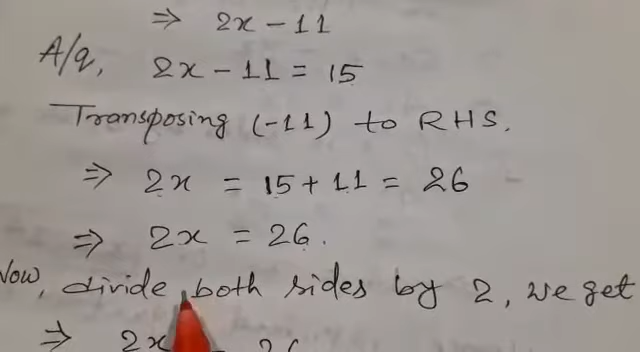 ⇒ 2x - 11
A/q, 2x - 11 = 15
Transposing (-11) to RHS.
⇒ 2x = 15 + 11 = 26
⇒ 2x = 26.
Now, divide both sides by 2, we get
⇒ 2x